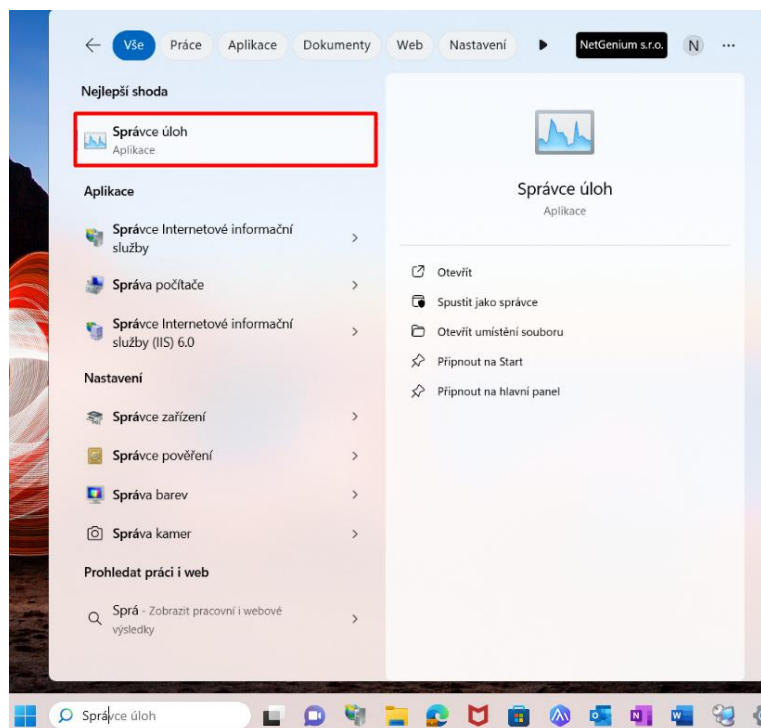 Vše Práce Aplikace Dokumenty Web Nastavení NetGenium s.r.o. N ...
Nejlepší shoda
Správce úloh
Aplikace
Aplikace
Správce Internetové informační
služby
Správa počítače
Správce Internetové informační
služby (IIS) 6.0
Nastavení
Správce zařízení
Správce pověření
Správa barev
Správa kamer
Prohledat práci i web
Sprá - Zobrazit pracovní i webové
výsledky
Správce úloh
Aplikace
Otevřít
Spustit jako správce
Otevřít umístění souboru
Připnout na Start
Připnout na hlavní panel
Správce úloh